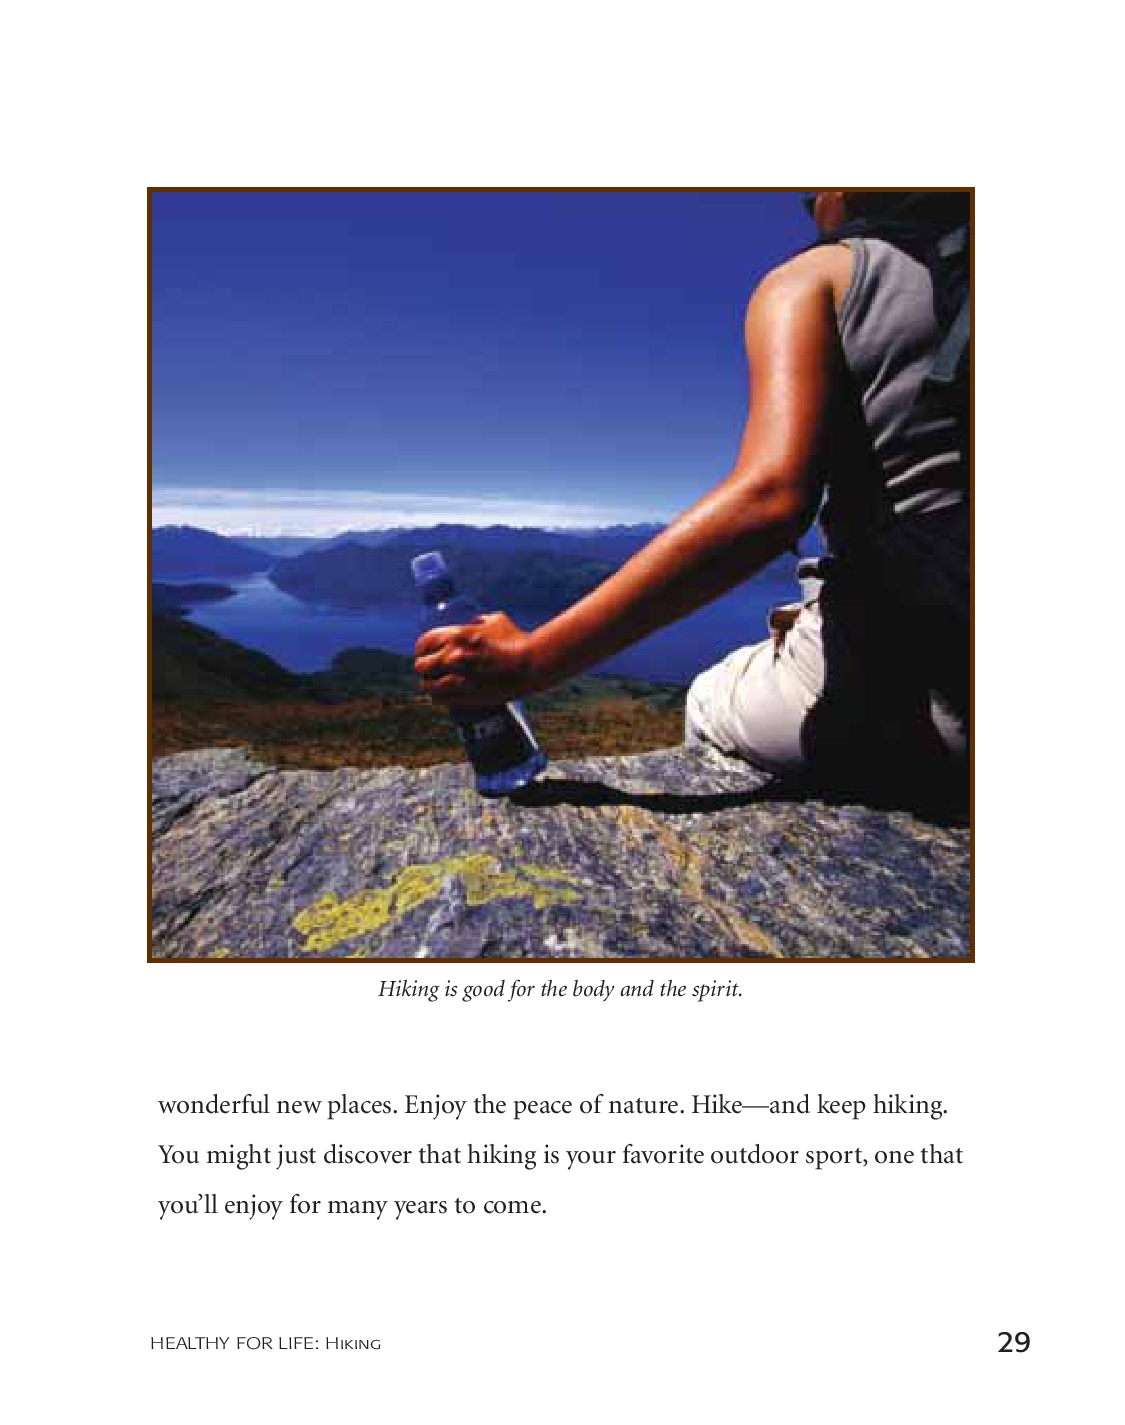 Hiking is good for the body and the spirit.
wonderful new places. Enjoy the peace of nature. Hike—and keep hiking.
You might just discover that hiking is your favorite outdoor sport, one that
you’ll enjoy for many years to come.
HEALTHY FOR LIFE: Hiking
29